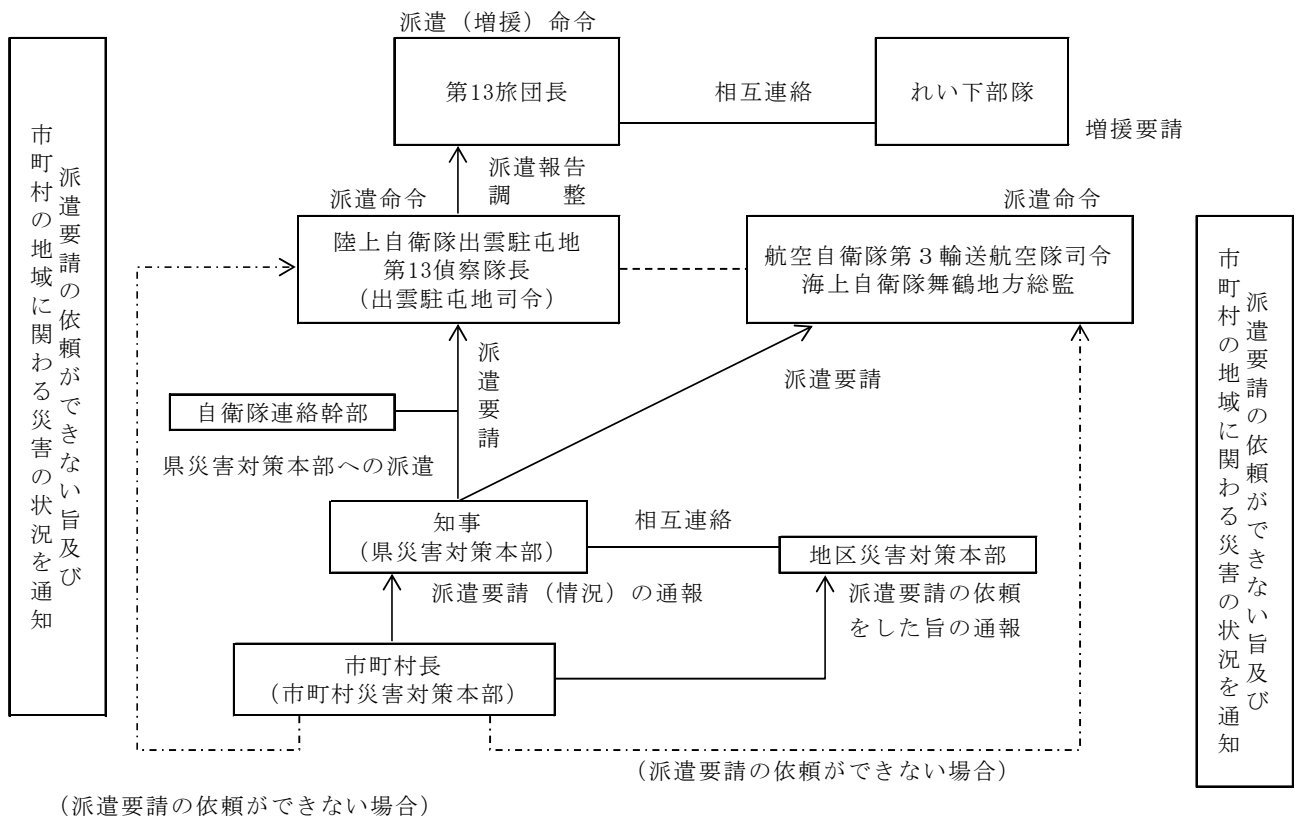 派遣(増援)命令
第13旅団長
相互連絡
れい下部隊
増援要請
派遣報告
調　　整
派遣命令
派遣命令
陸上自衛隊出雲駐屯地
第13偵察隊長
(出雲駐屯地司令)
航空自衛隊第3輸送航空隊司令
海上自衛隊舞鶴地方総監
派遣要請の依頼ができない旨及び
市町村の地域に関わる災害の状況を通知
派遣要請の依頼ができない旨及び
市町村の地域に関わる災害の状況を通知
派遣要請
派遣要請
自衛隊連絡幹部
県災害対策本部への派遣
知事
(県災害対策本部)
相互連絡
地区災害対策本部
派遣要請(情況)の通報
派遣要請の依頼
をした旨の通報
市町村長
(市町村災害対策本部)
(派遣要請の依頼ができない場合)
(派遣要請の依頼ができない場合)